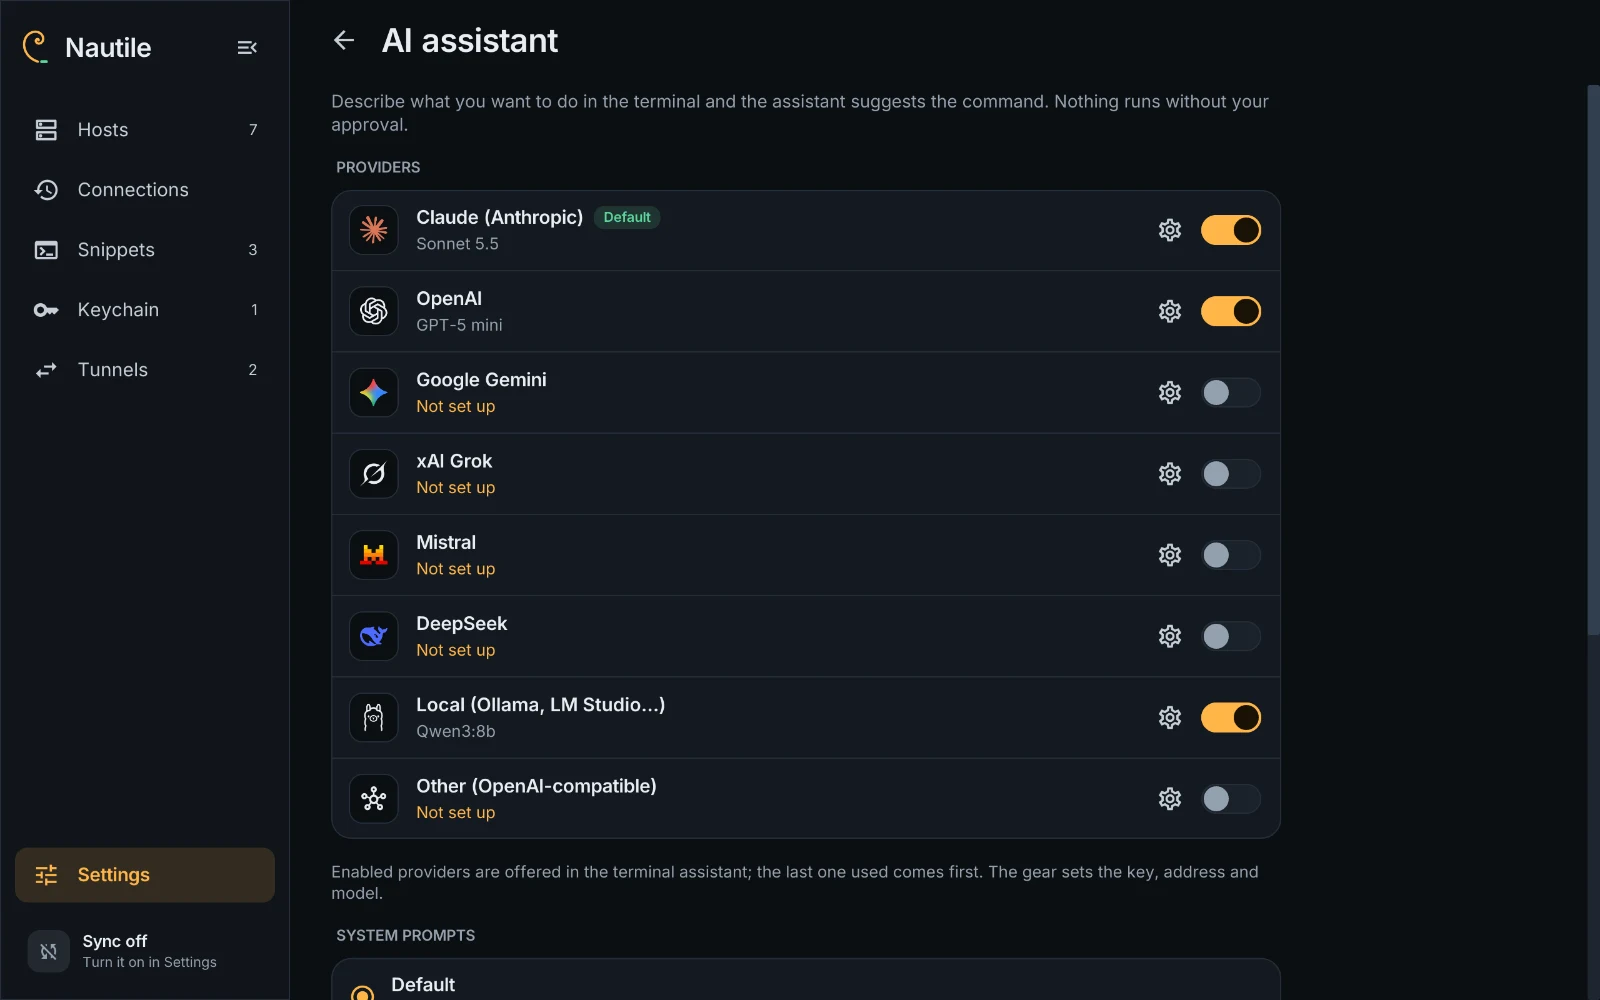 Nautile
Hosts 7
Connections
Snippets 3
Keychain 1
Tunnels 2
Settings
Sync off
Turn it on in Settings
AI assistant
Describe what you want to do in the terminal and the assistant suggests the command. Nothing runs without your
approval.
PROVIDERS
Claude (Anthropic) Default
Sonnet 5.5
OpenAI
GPT-5 mini
Google Gemini
Not set up
xAI Grok
Not set up
Mistral
Not set up
DeepSeek
Not set up
Local (Ollama, LM Studio...)
Qwen3:8b
Other (OpenAI-compatible)
Not set up
Enabled providers are offered in the terminal assistant; the last one used comes first. The gear sets the key, address and
model.
SYSTEM PROMPTS
Default